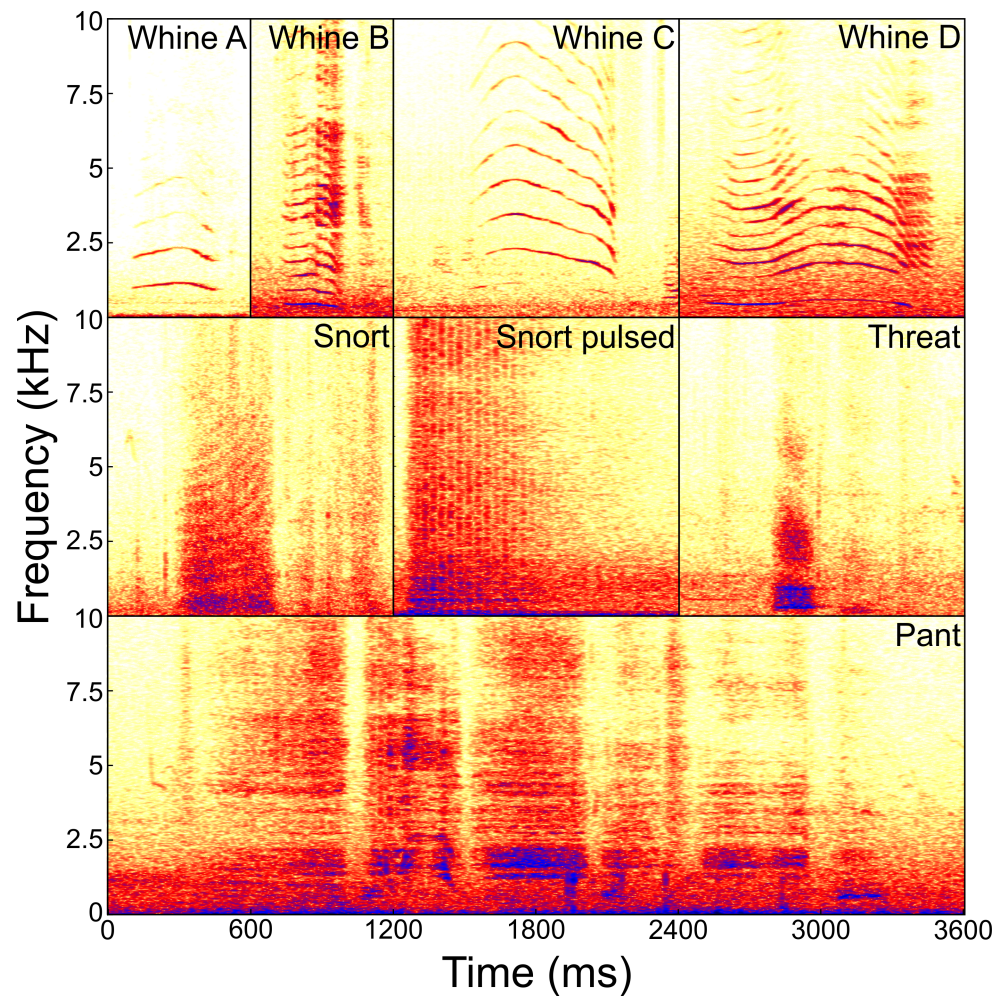 10
Whine A
Whine B
Whine C
Whine D
7.5
5
2.5
10
Snort
Snort pulsed
Threat
7.5
5
2.5
10
Pant
7.5
5
2.5
0
0
600
1200
1800
2400
3000
3600
Frequency (kHz)
Time (ms)